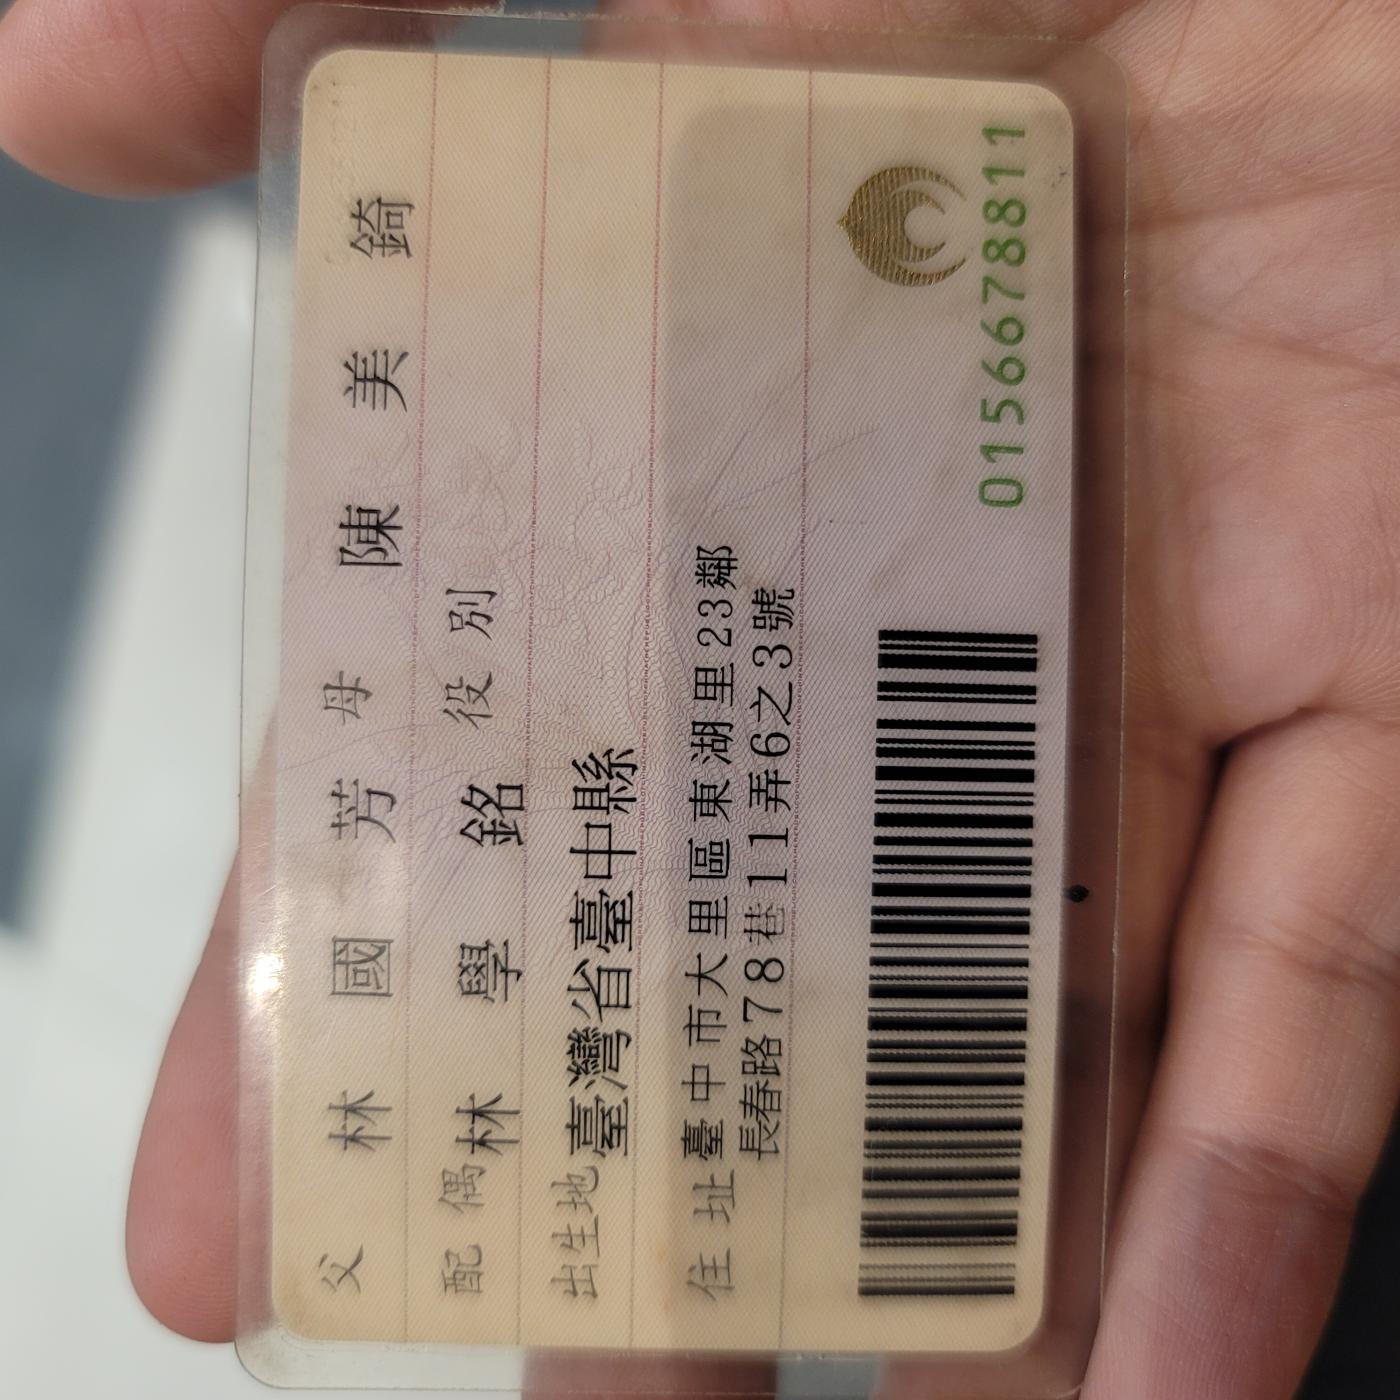 父 林國芳 母 陳美錡
配偶 林學銘 役別
出生地 臺灣省臺中縣
住址 臺中市大里區東湖里23鄰
長春路78巷11弄6之3號
0156678811